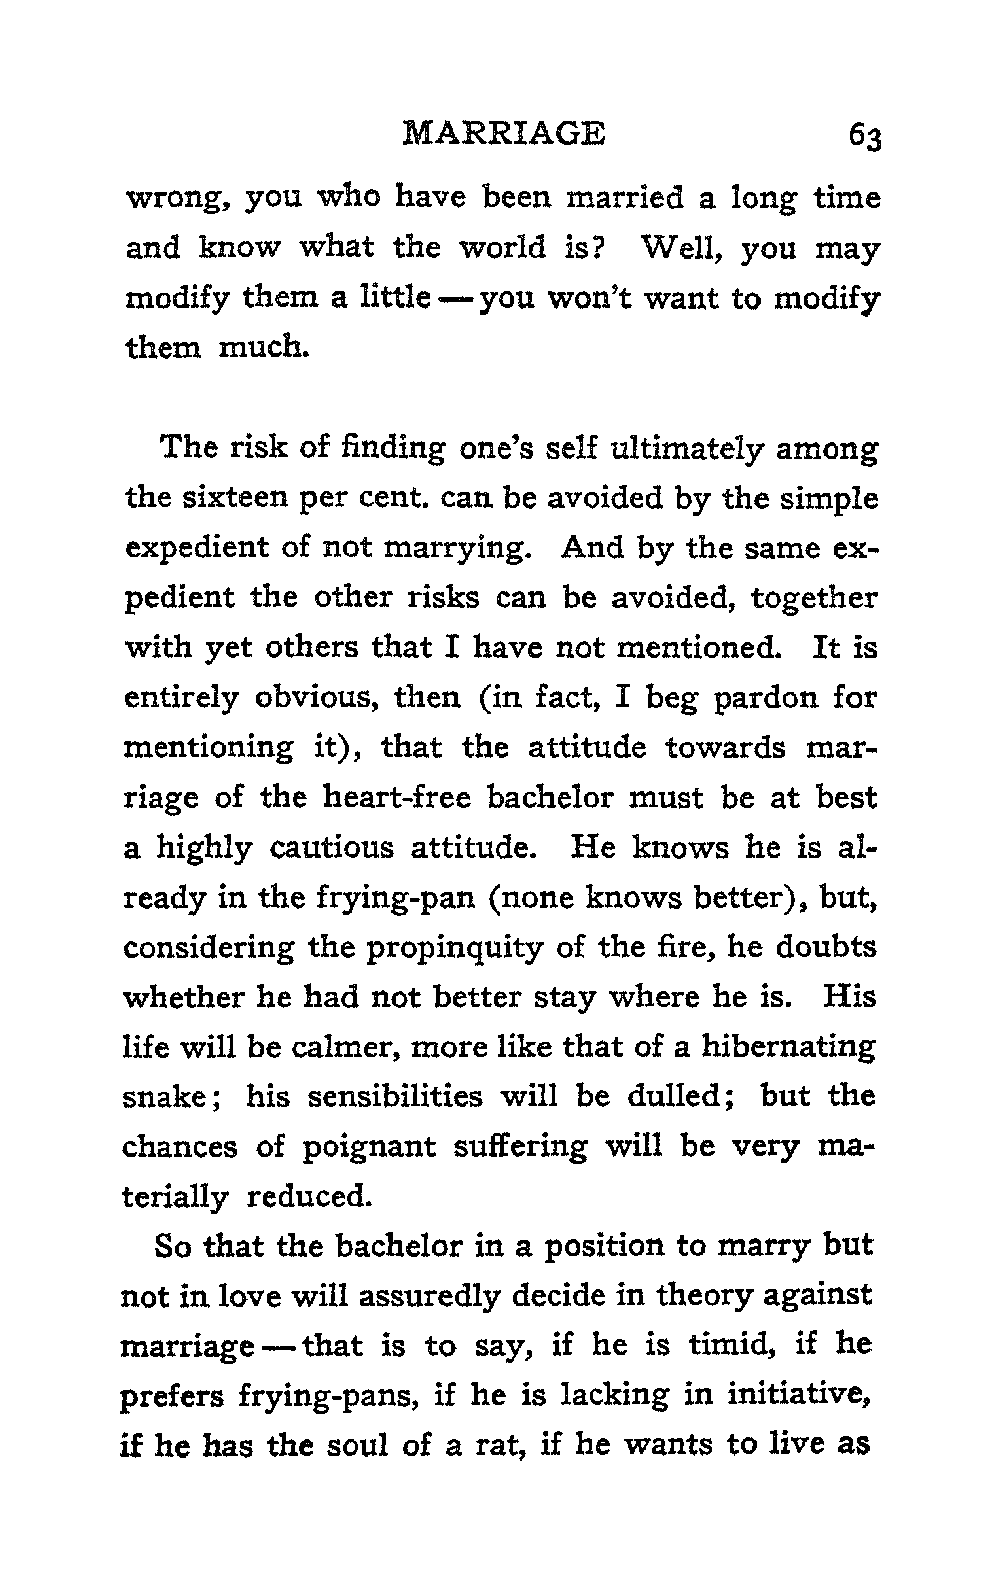 MARRIAGE 63
wrong, you who have been married a long time
and know what the world is? Well, you may
modify them a little — you won't want to modify
them much.
The risk of finding one's self ultimately among
the sixteen per cent. can be avoided by the simple
expedient of not marrying. And by the same ex-
pedient the other risks can be avoided, together
with yet others that I have not mentioned. It is
entirely obvious, then (in fact, I beg pardon for
mentioning it), that the attitude towards mar-
riage of the heart-free bachelor must be at best
a highly cautious attitude. He knows he is al-
ready in the frying-pan (none knows better), but,
considering the propinquity of the fire, he doubts
whether he had not better stay where he is. His
life will be calmer, more like that of a hibernating
snake; his sensibilities will be dulled; but the
chances of poignant suffering will be very ma-
terially reduced.
So that the bachelor in a position to marry but
not in love will assuredly decide in theory against
marriage — that is to say, if he is timid, if he
prefers frying-pans, if he is lacking in initiative,
if he has the soul of a rat, if he wants to live as